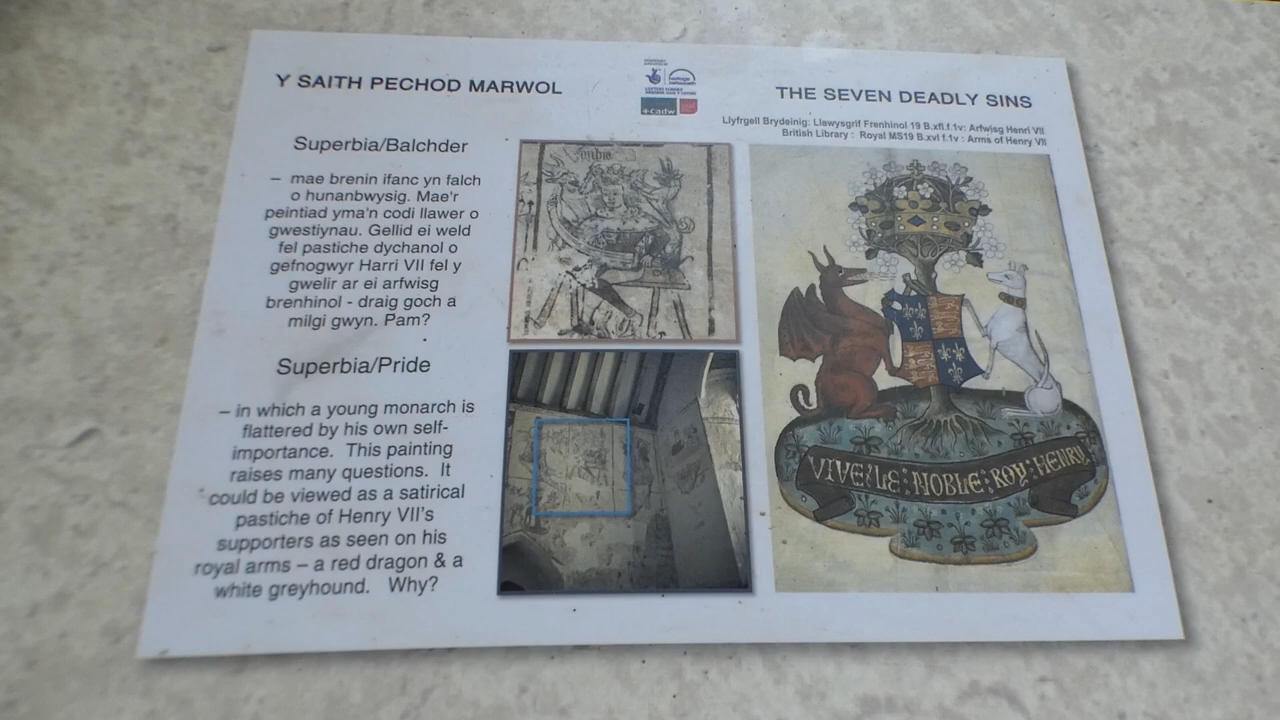 Y SAITH PECHOD MARWOL
THE SEVEN DEADLY SINS
Llyfrgell Brydeinig: Llawysgrif Frenhinol 19 B.xfl.f.1v: Arfwisg Henri VII
British Library : Royal MS19 B.xvl f.1v : Arms of Henry VII
Superbia/Balchder
– mae brenin ifanc yn falch
o hunanbwysig. Mae'r
peintiad yma'n codi llawer o
gwestiynau. Gellid ei weld
fel pastiche dychanol o
gefnogwyr Harri VII fel y
gwelir ar ei arfwisg
brenhinol - draig goch a
milgi gwyn. Pam?
Superbia/Pride
– in which a young monarch is
flattered by his own self-
importance. This painting
raises many questions. It
could be viewed as a satirical
pastiche of Henry VII's
supporters as seen on his
royal arms – a red dragon & a
white greyhound. Why?
cadw
VIVE:LE:NOBLE:ROY:HENRY